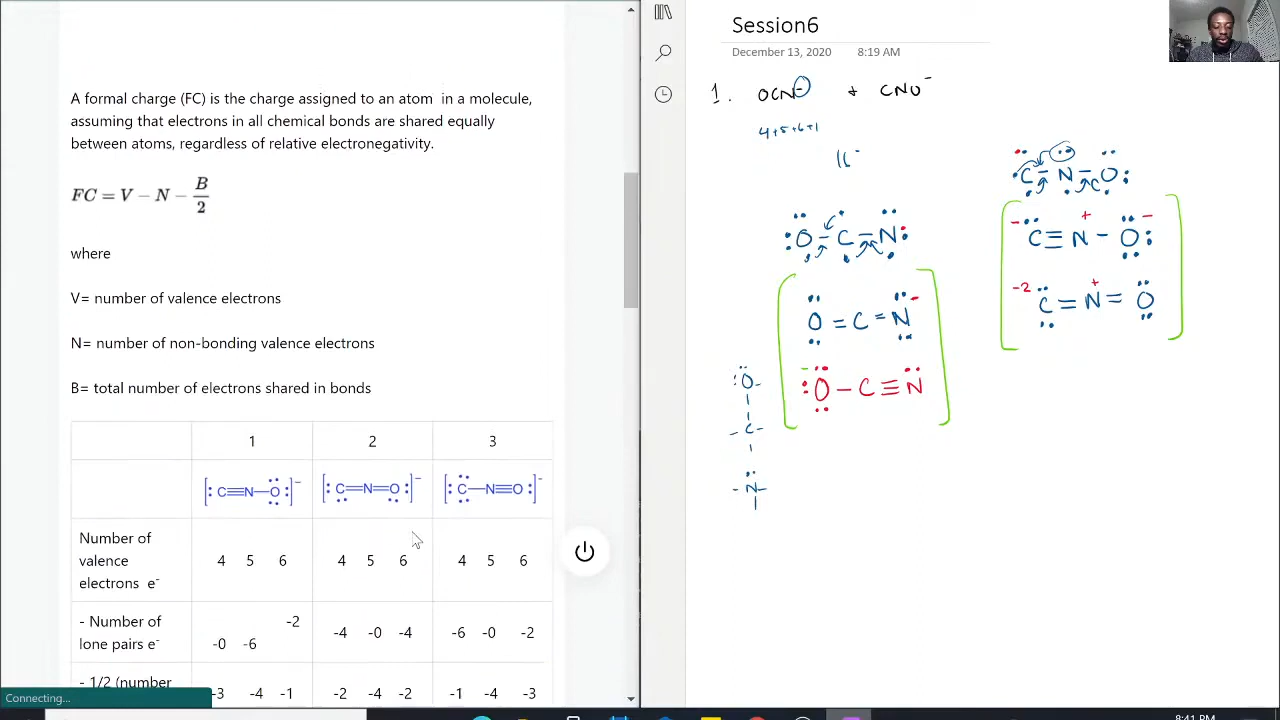 A formal charge (FC) is the charge assigned to an atom in a molecule,
assuming that electrons in all chemical bonds are shared equally
between atoms, regardless of relative electronegativity.
FC = V − N − B/2
where
V= number of valence electrons
N= number of non-bonding valence electrons
B= total number of electrons shared in bonds
1 2 3
[:C≡N—O:]⁻ [:C=N=O:]⁻ [:C—N≡O:]⁻
Number of
valence
electrons e⁻
4 5 6 4 5 6 4 5 6
- Number of
lone pairs e⁻
-2
-0 -6 -4 -0 -4 -6 -0 -2
- 1/2 (number
-3 -4 -1 -2 -4 -2 -1 -4 -3
Connecting...
Session6
December 13, 2020 8:19 AM
1. OCN⁻ + CNO⁻
4+5+6+1
C − N − O
O − C − N
C ≡ N − O
- + -
C = N = O
-2 +
O = C = N
-
O − C ≡ N
-
O
C
N
8:41 PM